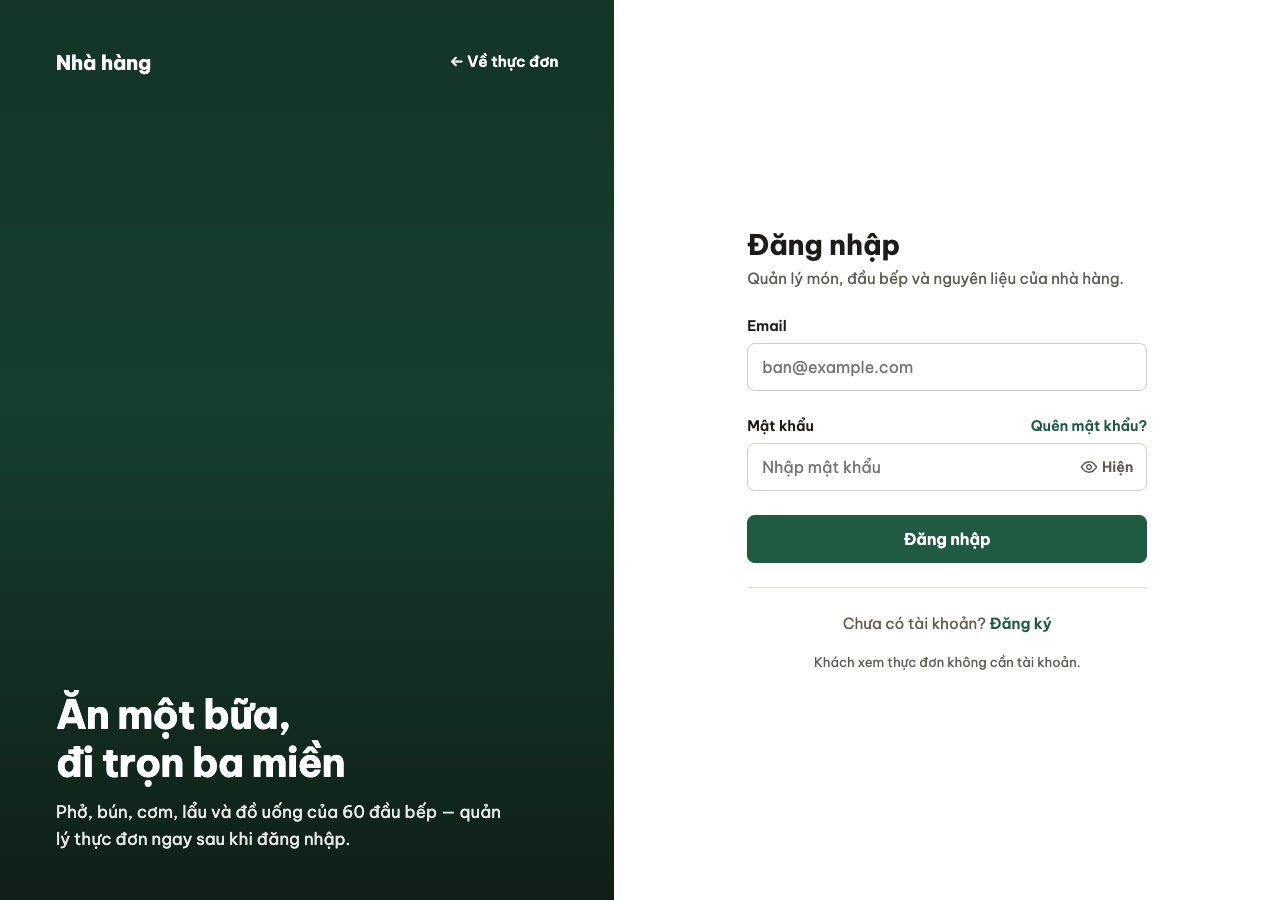 Nhà hàng
← Về thực đơn
Ăn một bữa,
đi trọn ba miền
Phở, bún, cơm, lẩu và đồ uống của 60 đầu bếp — quản
lý thực đơn ngay sau khi đăng nhập.
Đăng nhập
Quản lý món, đầu bếp và nguyên liệu của nhà hàng.
Email
ban@example.com
Mật khẩu
Quên mật khẩu?
Nhập mật khẩu
Hiện
Đăng nhập
Chưa có tài khoản? Đăng ký
Khách xem thực đơn không cần tài khoản.